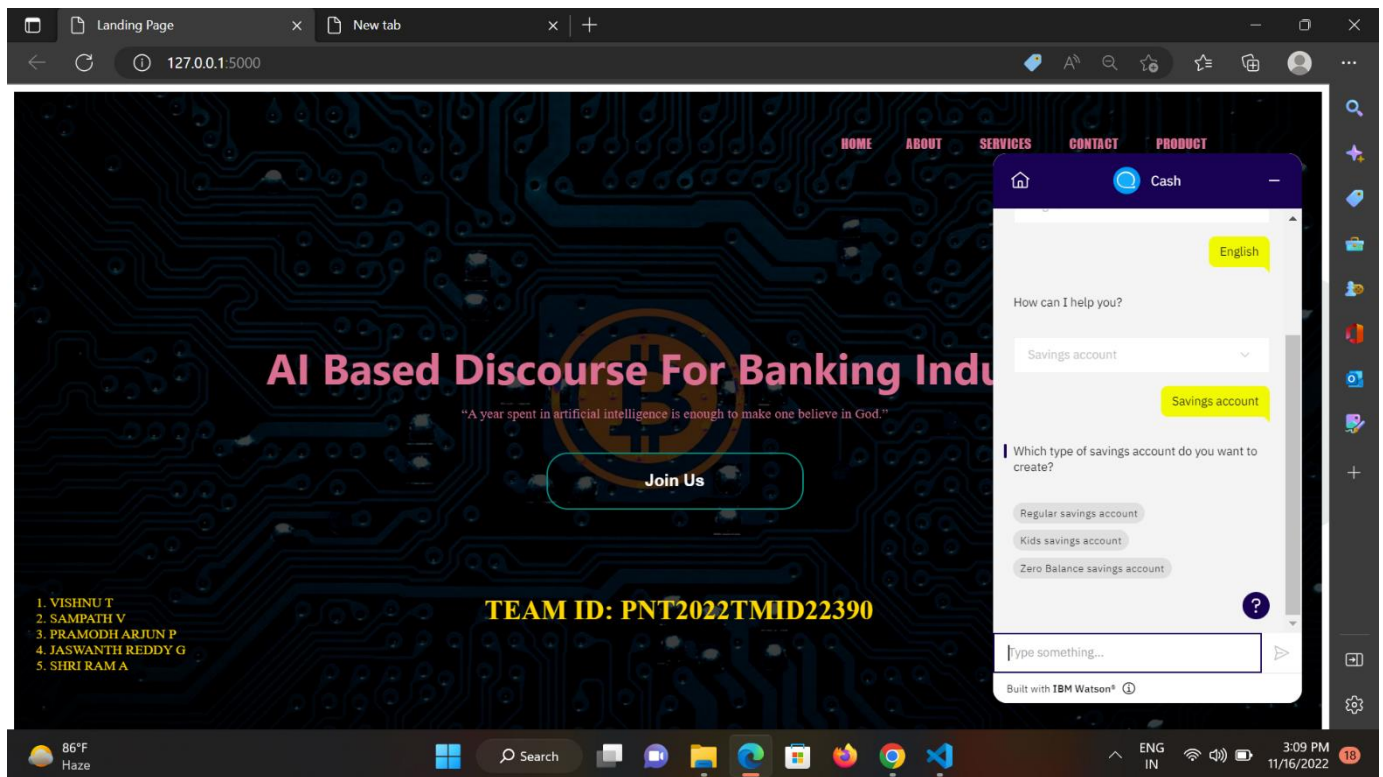 Landing Page
New tab
127.0.0.1:5000
HOME ABOUT SERVICES CONTACT PRODUCT
AI Based Discourse For Banking Indu
“A year spent in artificial intelligence is enough to make one believe in God.”
Join Us
1. VISHNU T
2. SAMPATH V
3. PRAMODH ARJUN P
4. JASWANTH REDDY G
5. SHRI RAM A
TEAM ID: PNT2022TMID22390
Cash
English
How can I help you?
Savings account
Savings account
Which type of savings account do you want to
create?
Regular savings account
Kids savings account
Zero Balance savings account
?
Type something...
Built with IBM Watson®
86°F
Haze
Search
ENG
IN
3:09 PM
11/16/2022
18